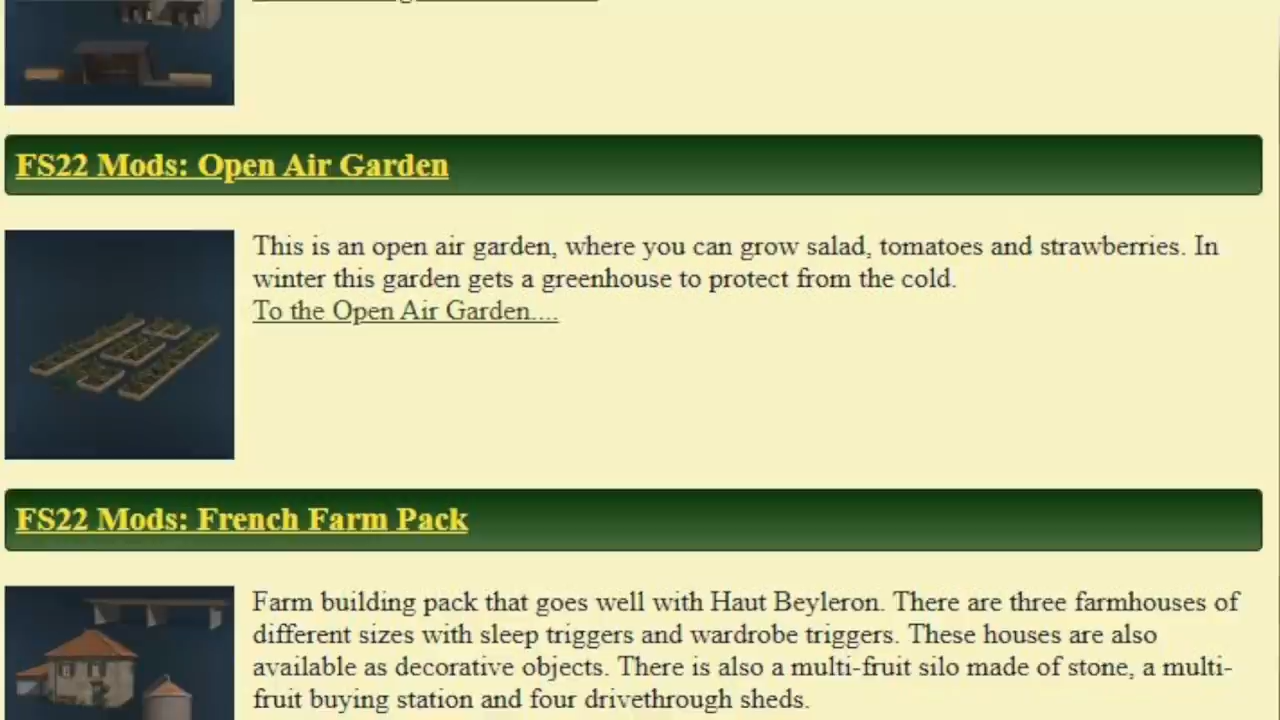 FS22 Mods: Open Air Garden
This is an open air garden, where you can grow salad, tomatoes and strawberries. In
winter this garden gets a greenhouse to protect from the cold.
To the Open Air Garden....
FS22 Mods: French Farm Pack
Farm building pack that goes well with Haut Beyleron. There are three farmhouses of
different sizes with sleep triggers and wardrobe triggers. These houses are also
available as decorative objects. There is also a multi-fruit silo made of stone, a multi-
fruit buying station and four drivethrough sheds.